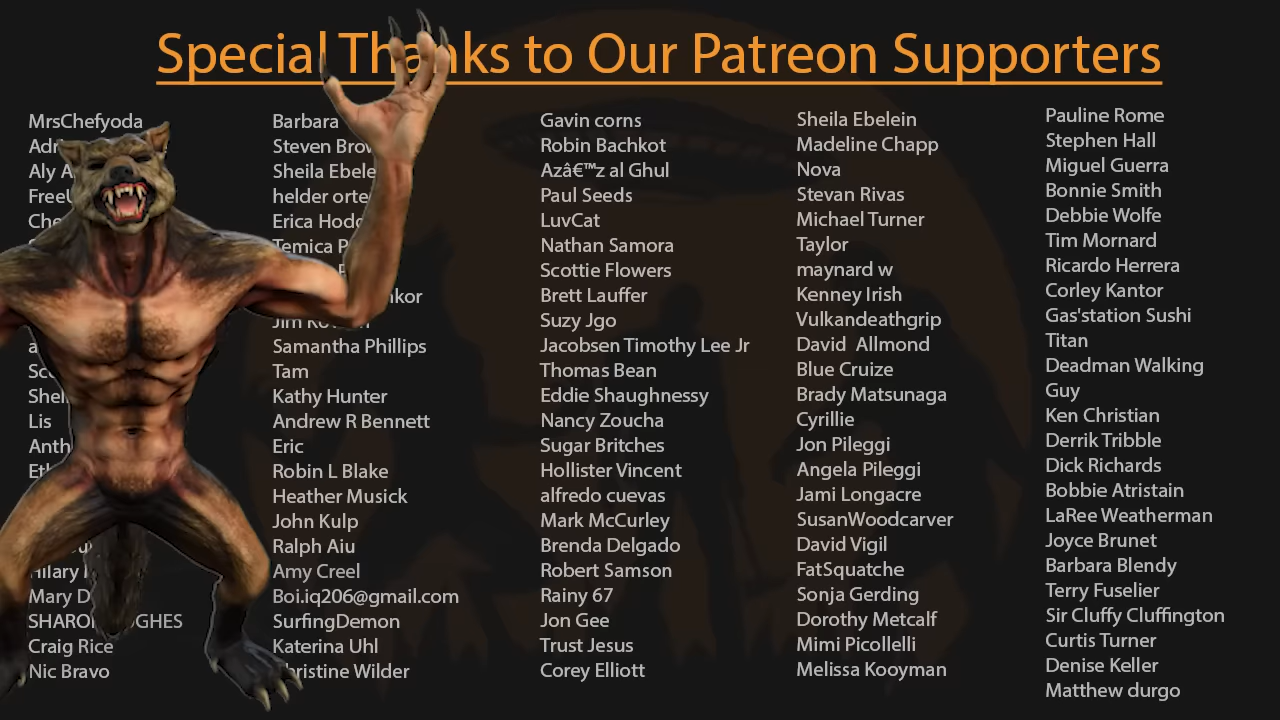 Special Thanks to Our Patreon Supporters
MrsChefyoda
Aly
Lis
Mary
Craig Rice
Nic Bravo
Barbara
Steven
Sheila
helder
Erica
Temica
Jim
Samantha Phillips
Tam
Kathy Hunter
Andrew R Bennett
Eric
Robin L Blake
Heather Musick
John Kulp
Ralph Aiu
Amy Creel
Boi.iq206@gmail.com
SurfingDemon
Katerina Uhl
Christine Wilder
Gavin corns
Robin Bachkot
Azâ€™z al Ghul
Paul Seeds
LuvCat
Nathan Samora
Scottie Flowers
Brett Lauffer
Suzy Jgo
Jacobsen Timothy Lee Jr
Thomas Bean
Eddie Shaughnessy
Nancy Zoucha
Sugar Britches
Hollister Vincent
alfredo cuevas
Mark McCurley
Brenda Delgado
Robert Samson
Rainy 67
Jon Gee
Trust Jesus
Corey Elliott
Sheila Ebelein
Madeline Chapp
Nova
Stevan Rivas
Michael Turner
Taylor
maynard w
Kenney Irish
Vulkandeathgrip
David  Allmond
Blue Cruize
Brady Matsunaga
Cyrillie
Jon Pileggi
Angela Pileggi
Jami Longacre
SusanWoodcarver
David Vigil
FatSquatche
Sonja Gerding
Dorothy Metcalf
Mimi Picollelli
Melissa Kooyman
Pauline Rome
Stephen Hall
Miguel Guerra
Bonnie Smith
Debbie Wolfe
Tim Mornard
Ricardo Herrera
Corley Kantor
Gas'station Sushi
Titan
Deadman Walking
Guy
Ken Christian
Derrik Tribble
Dick Richards
Bobbie Atristain
LaRee Weatherman
Joyce Brunet
Barbara Blendy
Terry Fuselier
Sir Cluffy Cluffington
Curtis Turner
Denise Keller
Matthew durgo